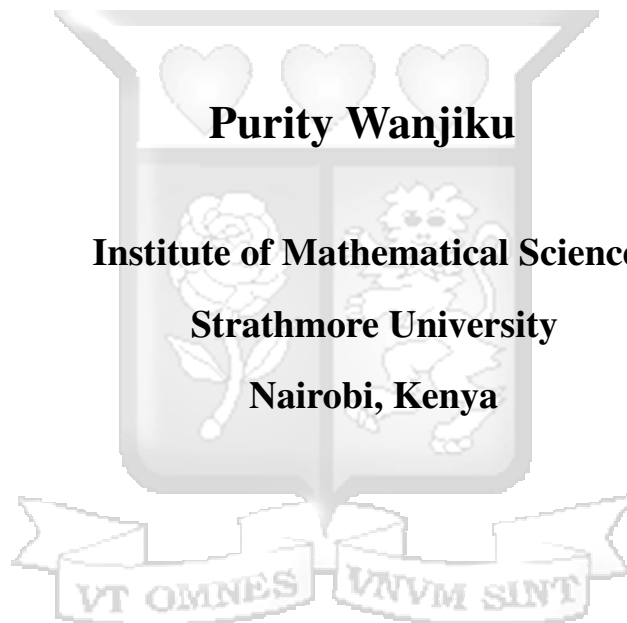 Purity Wanjiku
Institute of Mathematical Science
Strathmore University
Nairobi, Kenya
VT OMNES VNVM SINT